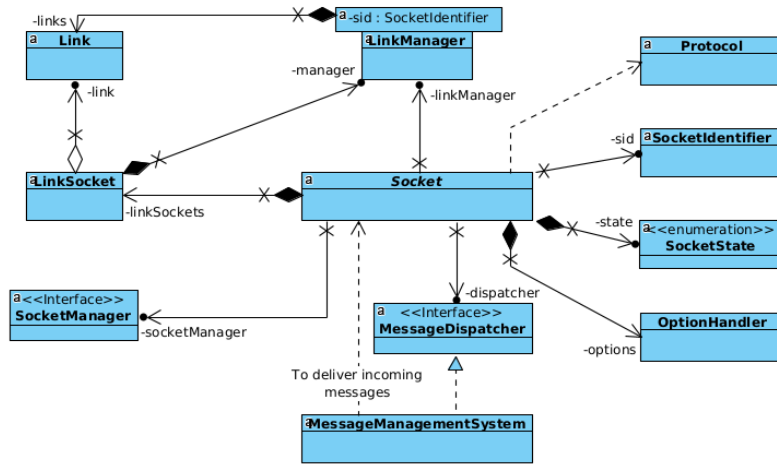 -links
a -sid : SocketIdentifier
a Link
LinkManager
a Protocol
-manager
-link
-linkManager
-sid
a SocketIdentifier
a LinkSocket
a Socket
-linkSockets
-state
a <<enumeration>>
SocketState
a <<Interface>>
SocketManager
-socketManager
-dispatcher
a <<Interface>>
MessageDispatcher
a OptionHandler
-options
To deliver incoming
messages
a MessageManagementSystem